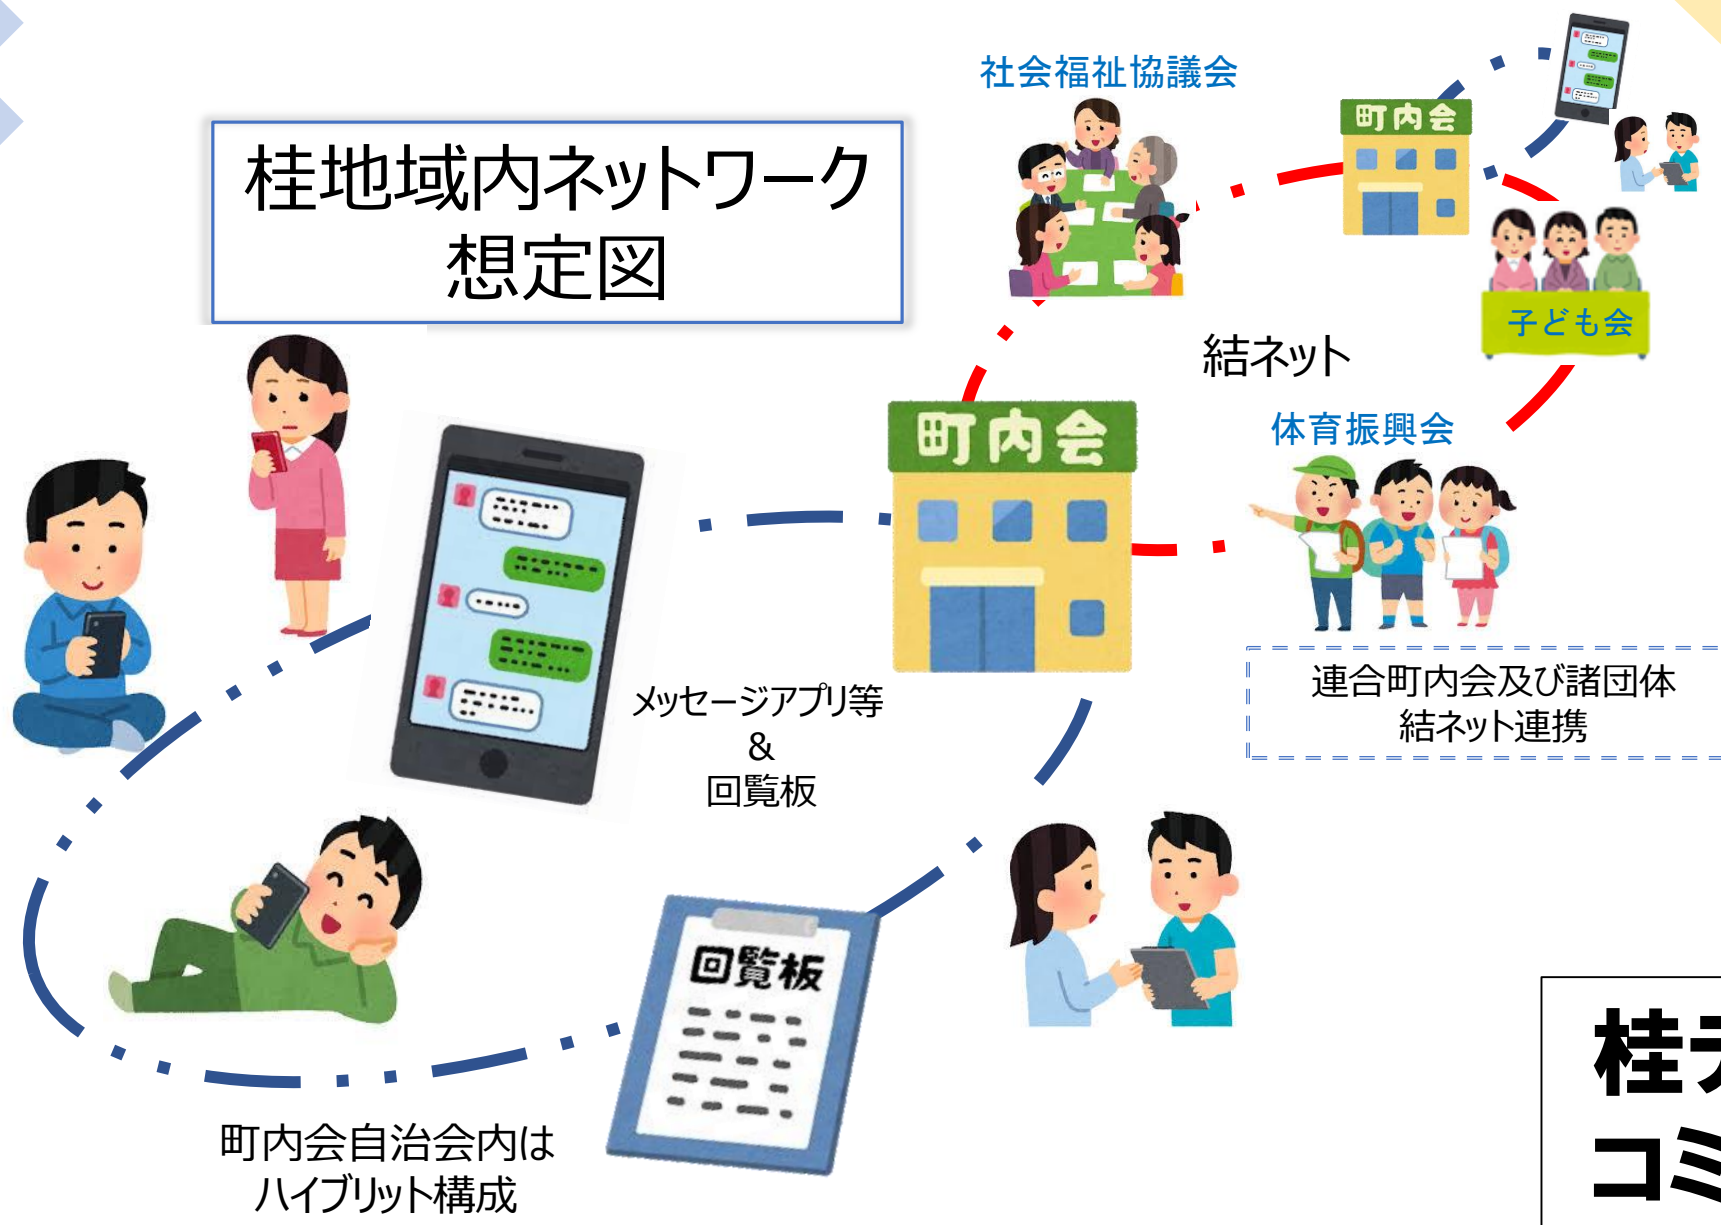 桂地域内ネットワーク
想定図
社会福祉協議会
町内会
子ども会
結ネット
体育振興会
町内会
連合町内会及び諸団体
結ネット連携
メッセージアプリ等
&
回覧板
回覧板
町内会自治会内は
ハイブリット構成
桂
コミ